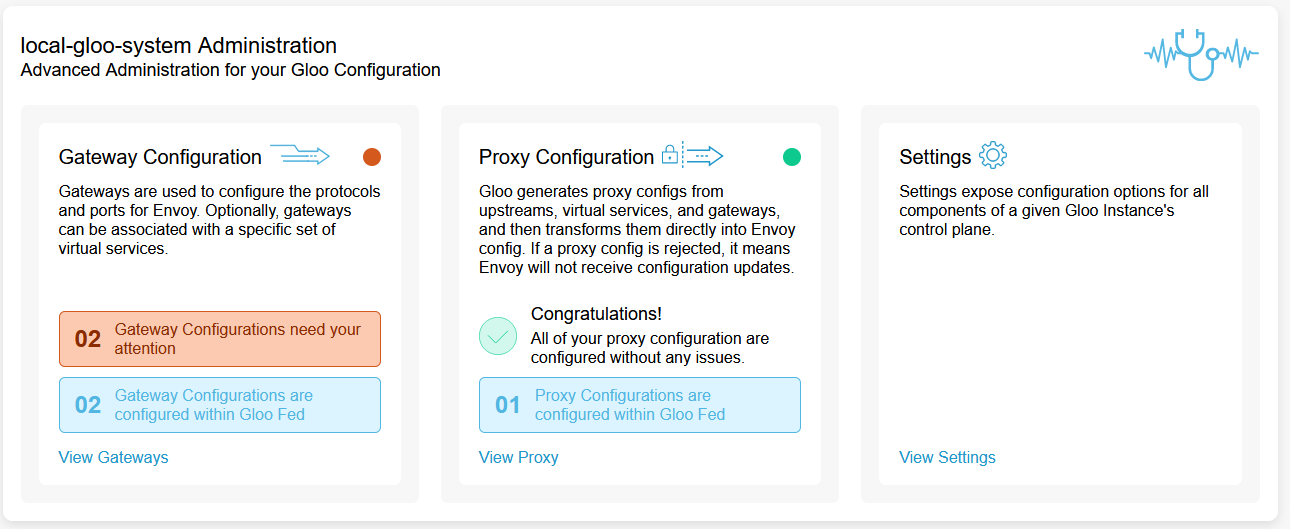 local-gloo-system Administration
Advanced Administration for your Gloo Configuration
Gateway Configuration
Gateways are used to configure the protocols
and ports for Envoy. Optionally, gateways
can be associated with a specific set of
virtual services.
02
Gateway Configurations need your
attention
02
Gateway Configurations are
configured within Gloo Fed
View Gateways
Proxy Configuration
Gloo generates proxy configs from
upstreams, virtual services, and gateways,
and then transforms them directly into Envoy
config. If a proxy config is rejected, it means
Envoy will not receive configuration updates.
Congratulations!
All of your proxy configuration are
configured without any issues.
01
Proxy Configurations are
configured within Gloo Fed
View Proxy
Settings
Settings expose configuration options for all
components of a given Gloo Instance's
control plane.
View Settings